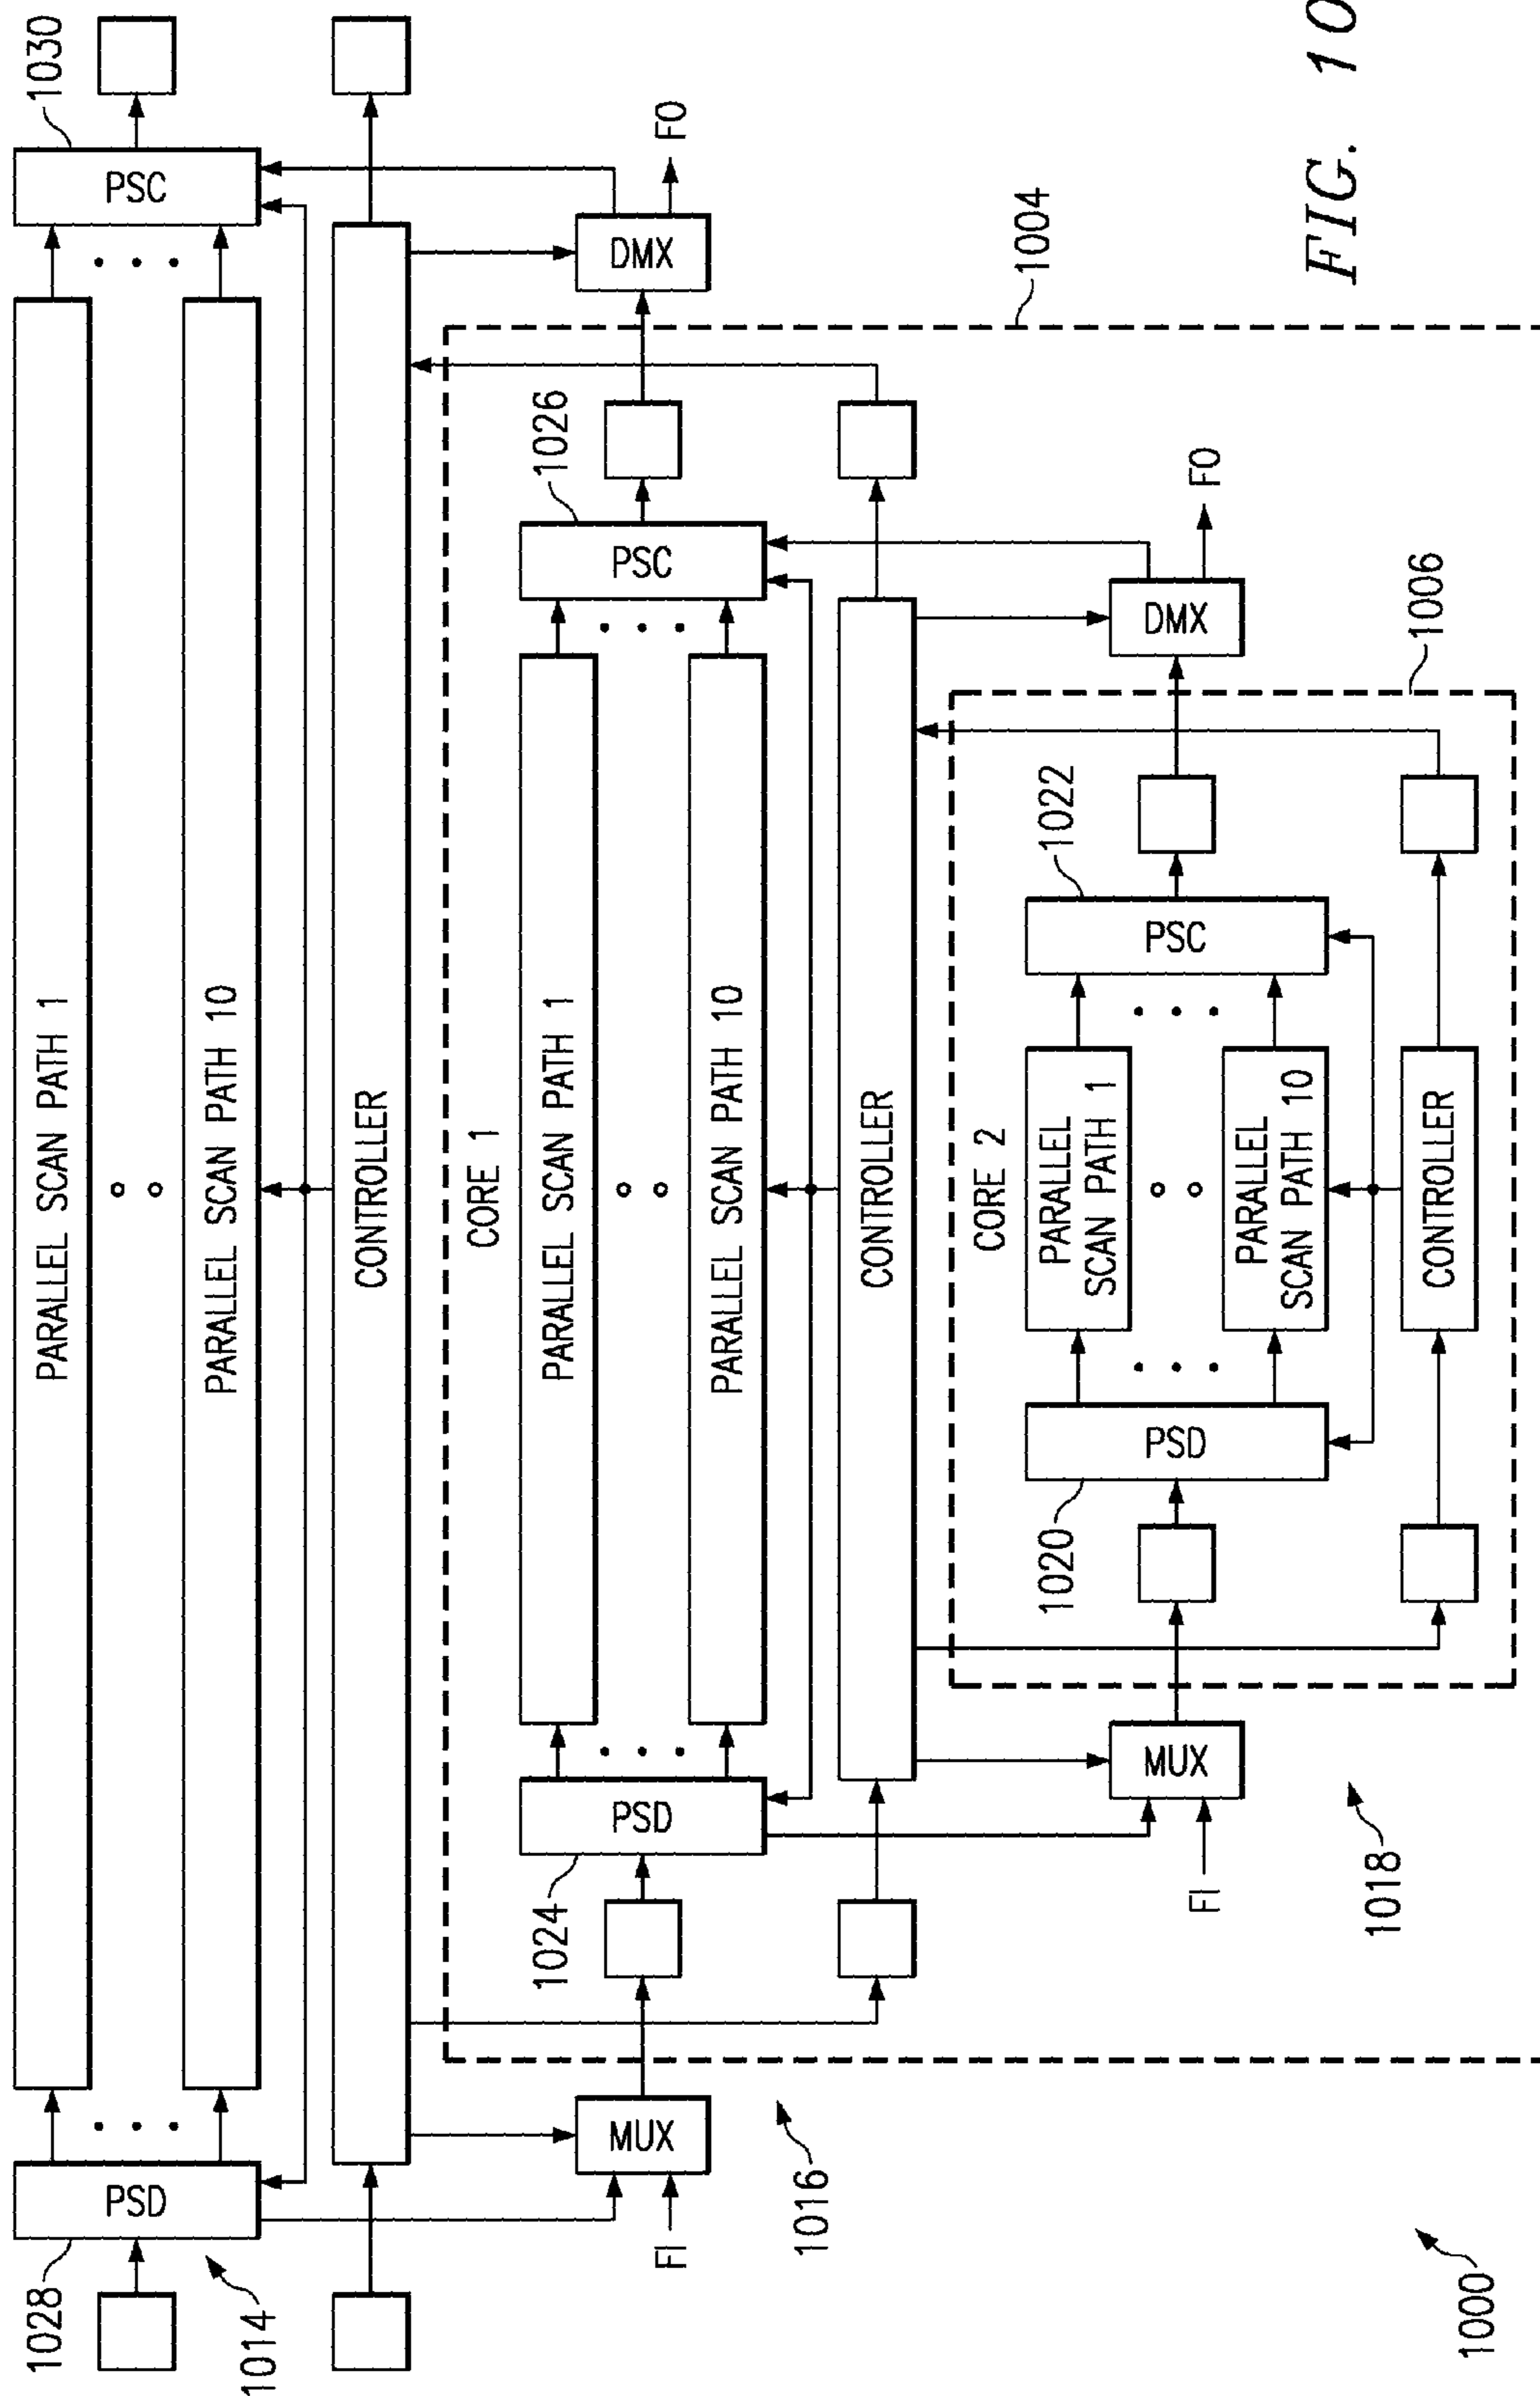 1028
PSD
PARALLEL SCAN PATH 1
PSC
1030
1014
PARALLEL SCAN PATH 10
CONTROLLER
FI
MUX
CORE 1
DMX
FO
1016
1024
PSD
PARALLEL SCAN PATH 1
PSC
1026
PARALLEL SCAN PATH 10
CONTROLLER
1004
FI
MUX
CORE 2
DMX
FO
1018
1020
PSD
PARALLEL
SCAN PATH 1
PSC
1022
PARALLEL
SCAN PATH 10
CONTROLLER
1006
1000
FIG. 10